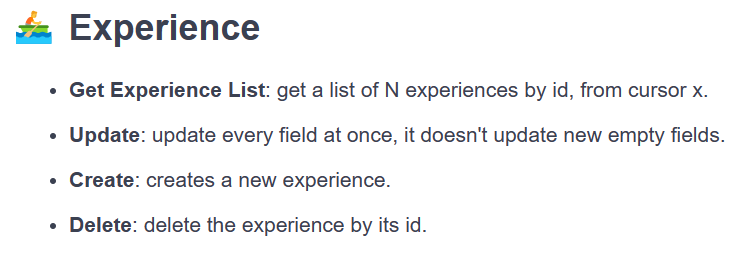 Experience
Get Experience List: get a list of N experiences by id, from cursor x.
Update: update every field at once, it doesn't update new empty fields.
Create: creates a new experience.
Delete: delete the experience by its id.